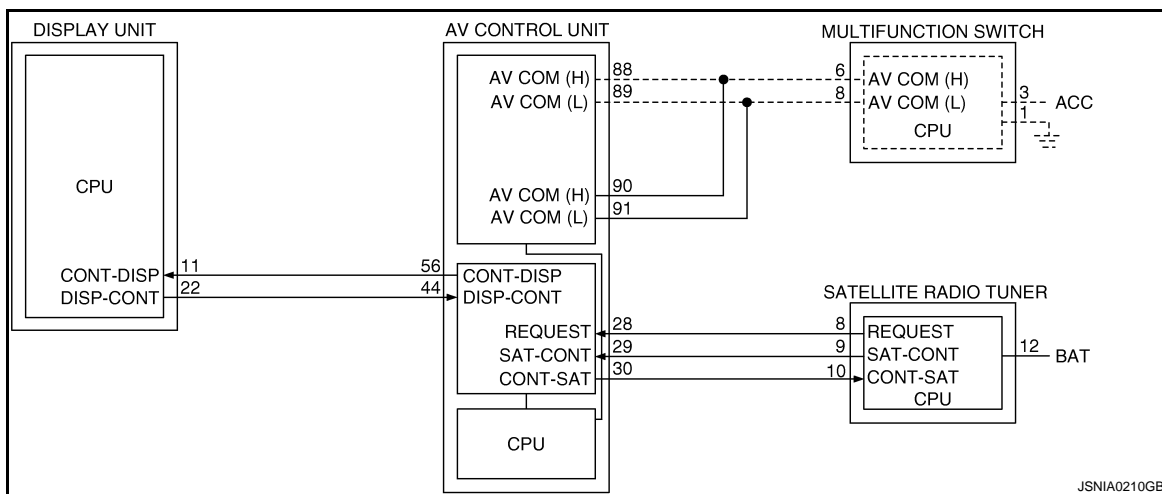 DISPLAY UNIT
CPU
CONT-DISP
DISP-CONT
11
22
AV CONTROL UNIT
AV COM (H)
AV COM (L)
88
89
AV COM (H)
AV COM (L)
90
91
56
44
CONT-DISP
DISP-CONT
REQUEST
SAT-CONT
CONT-SAT
28
29
30
CPU
MULTIFUNCTION SWITCH
6
8
AV COM (H)
AV COM (L)
CPU
3
1
ACC
SATELLITE RADIO TUNER
8
9
10
REQUEST
SAT-CONT
CONT-SAT
CPU
12
BAT
JSNIA0210GB